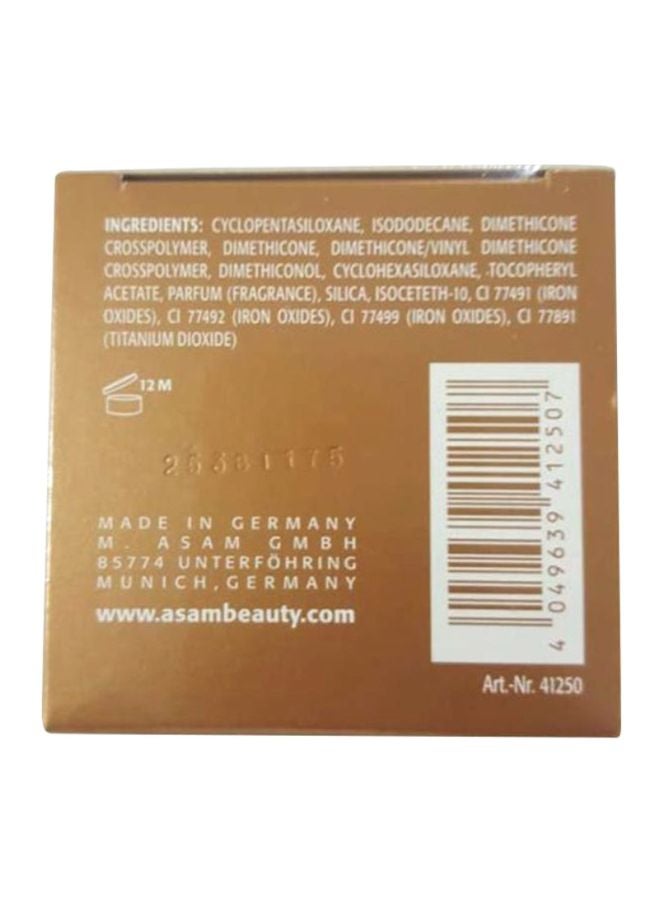 INGREDIENTS: CYCLOPENTASILOXANE, ISODODECANE, DIMETHICONE
CROSSPOLYMER, DIMETHICONE, DIMETHICONE/VINYL DIMETHICONE
CROSSPOLYMER, DIMETHICONOL, CYCLOHEXASILOXANE, TOCOPHERYL
ACETATE, PARFUM (FRAGRANCE), SILICA, ISOCETETH-10, CI 77491 (IRON
OXIDES), CI 77492 (IRON OXIDES), CI 77499 (IRON OXIDES), CI 77891
(TITANIUM DIOXIDE)
12 M
MADE IN GERMANY
M. ASAM GMBH
85774 UNTERFÖHRING
MUNICH, GERMANY
www.asambeauty.com
4 049639 412507
Art.-Nr. 41250